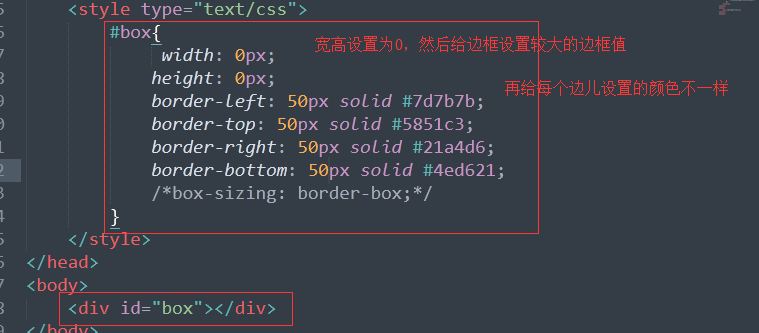 <style type="text/css">
#box{
width: 0px;
宽高设置为0，然后给边框设置较大的边框值
height: 0px;
border-left: 50px solid #7d7b7b;
再给每个边儿设置的颜色不一样
border-top: 50px solid #5851c3;
border-right: 50px solid #21a4d6;
border-bottom: 50px solid #4ed621;
/*box-sizing: border-box;*/
}
</style>
</head>
<body>
<div id="box"></div>
</body>